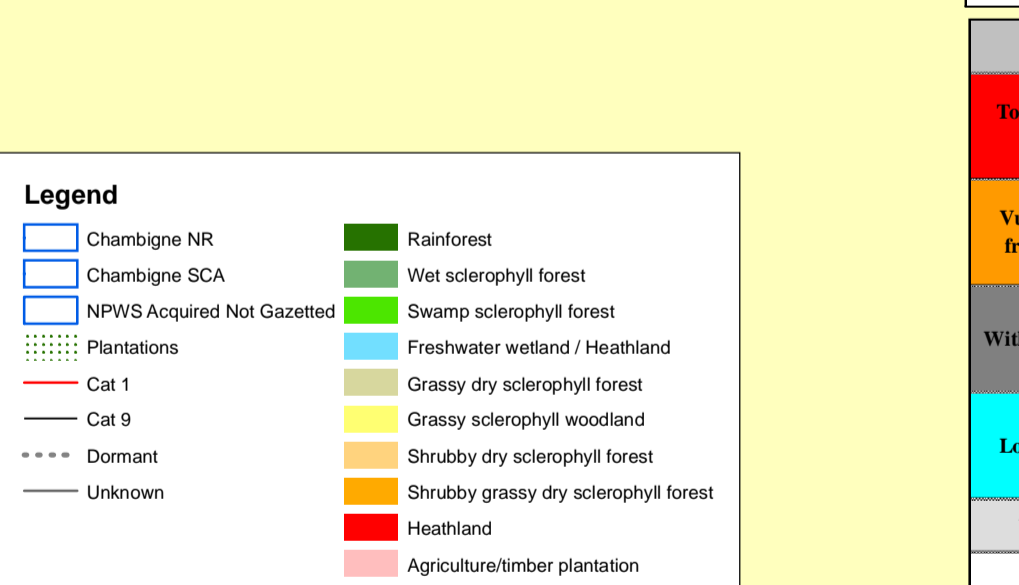 Legend
Chambigne NR
Chambigne SCA
NPWS Acquired Not Gazetted
Plantations
Cat 1
Cat 9
Dormant
Unknown
Rainforest
Wet sclerophyll forest
Swamp sclerophyll forest
Freshwater wetland / Heathland
Grassy dry sclerophyll forest
Grassy sclerophyll woodland
Shrubby dry sclerophyll forest
Shrubby grassy dry sclerophyll forest
Heathland
Agriculture/timber plantation